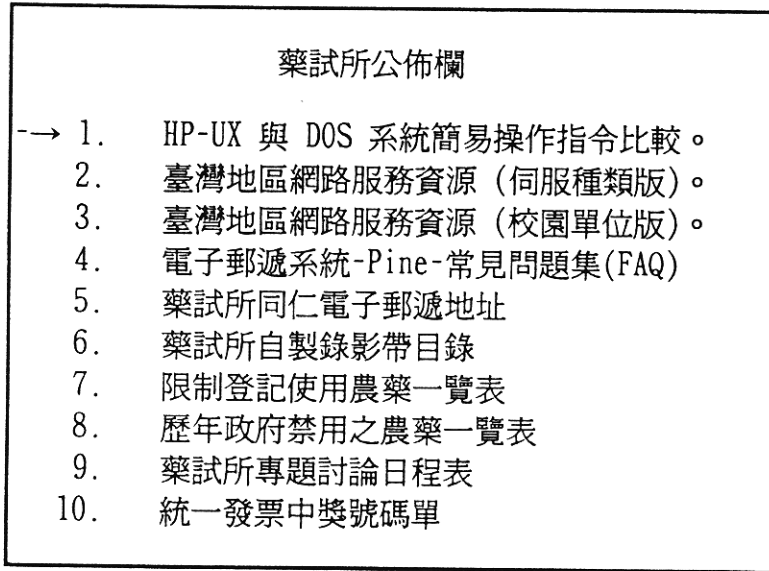 藥試所公佈欄
--→ 1. HP-UX 與 DOS 系統簡易操作指令比較。
2. 臺灣地區網路服務資源 (伺服種類版)。
3. 臺灣地區網路服務資源 (校園單位版)。
4. 電子郵遞系統-Pine-常見問題集(FAQ)
5. 藥試所同仁電子郵遞地址
6. 藥試所自製錄影帶目錄
7. 限制登記使用農藥一覽表
8. 歷年政府禁用之農藥一覽表
9. 藥試所專題討論日程表
10. 統一發票中獎號碼單